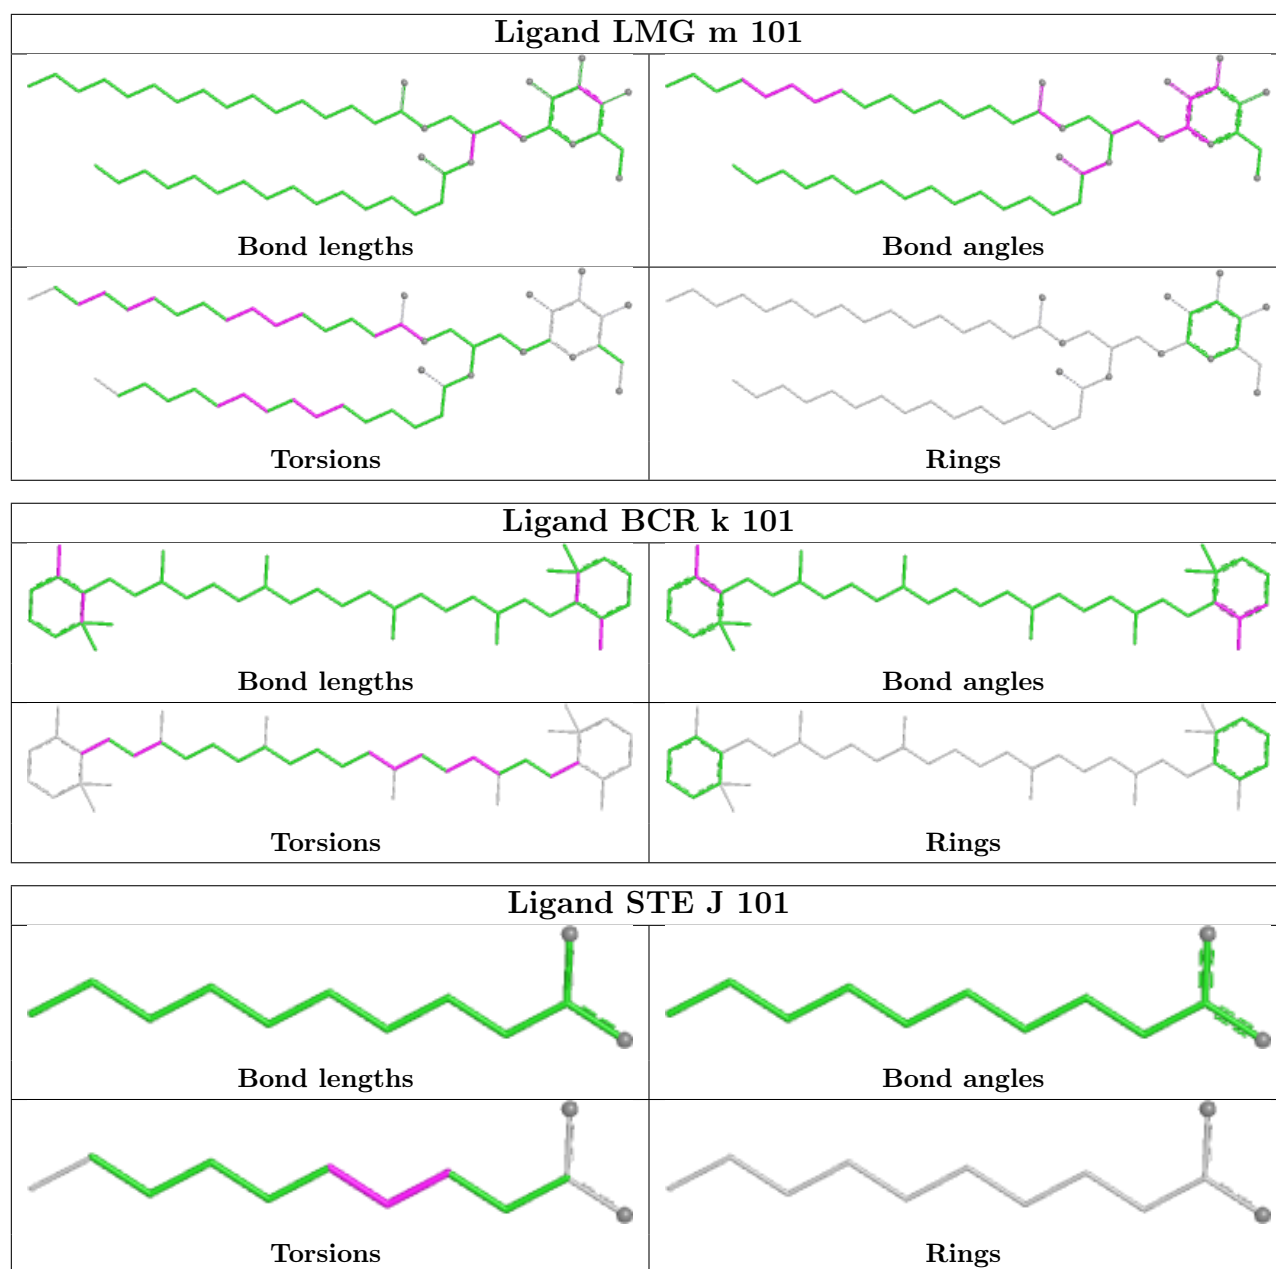 Ligand LMG m 101
Bond lengths
Bond angles
Torsions
Rings
Ligand BCR k 101
Bond lengths
Bond angles
Torsions
Rings
Ligand STE J 101
Bond lengths
Bond angles
Torsions
Rings